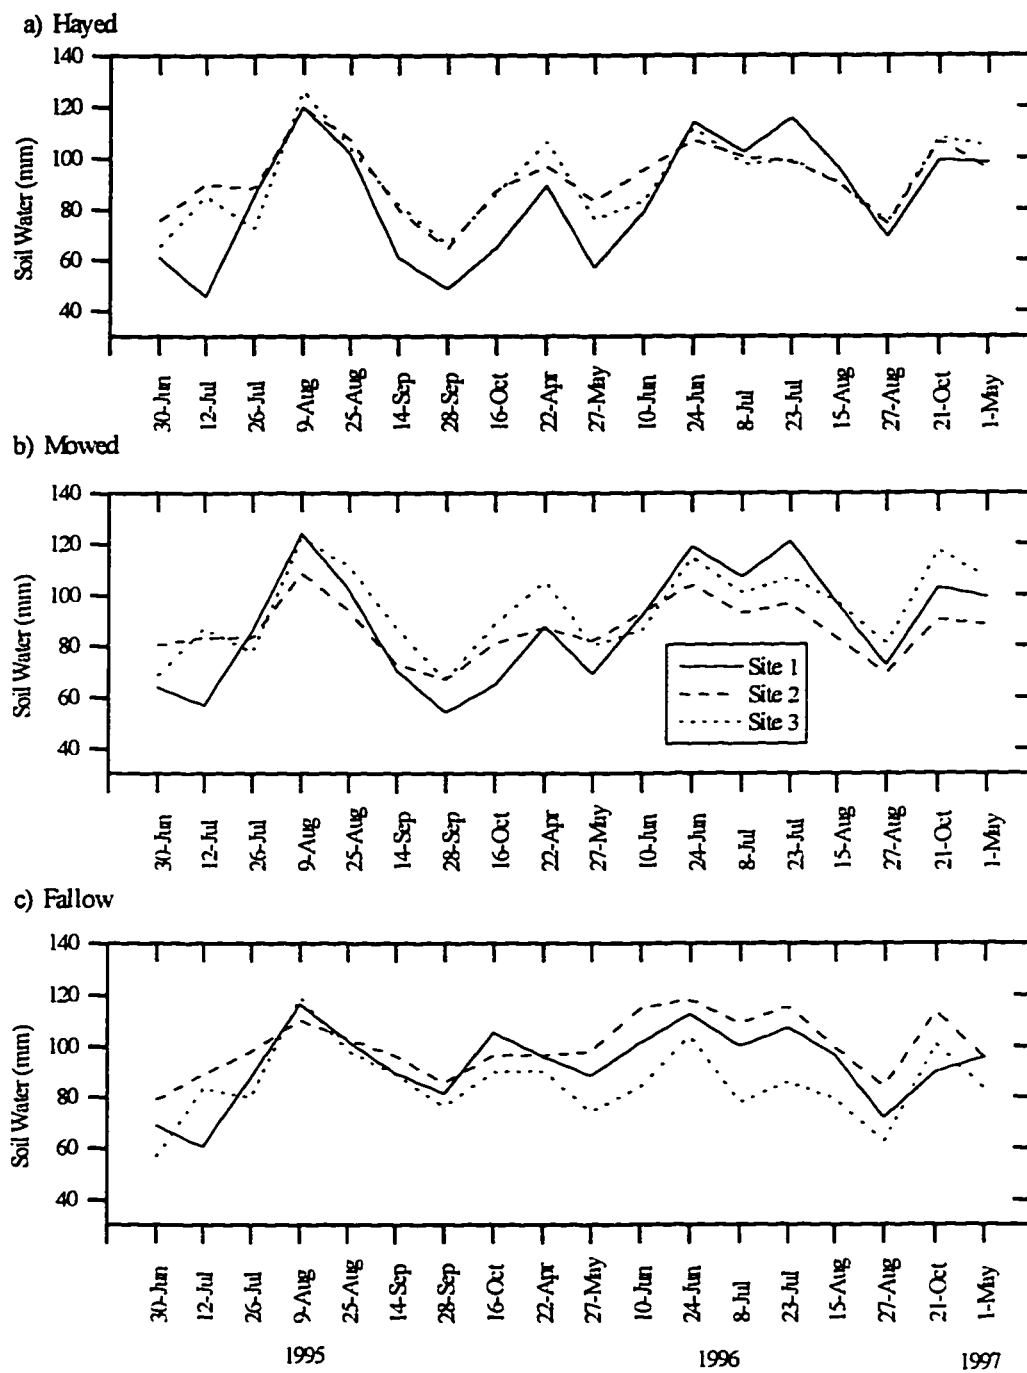 a) Hayed
140
120
100
80
60
40
Soil Water (mm)
30-Jun
12-Jul
26-Jul
9-Aug
25-Aug
14-Sep
28-Sep
16-Oct
22-Apr
27-May
10-Jun
24-Jun
8-Jul
23-Jul
15-Aug
27-Aug
21-Oct
1-May
b) Mowed
140
120
100
80
60
40
Soil Water (mm)
Site 1
Site 2
Site 3
30-Jun
12-Jul
26-Jul
9-Aug
25-Aug
14-Sep
28-Sep
16-Oct
22-Apr
27-May
10-Jun
24-Jun
8-Jul
23-Jul
15-Aug
27-Aug
21-Oct
1-May
c) Fallow
140
120
100
80
60
40
Soil Water (mm)
30-Jun
12-Jul
26-Jul
9-Aug
25-Aug
14-Sep
28-Sep
16-Oct
22-Apr
27-May
10-Jun
24-Jun
8-Jul
23-Jul
15-Aug
27-Aug
21-Oct
1-May
1995
1996
1997